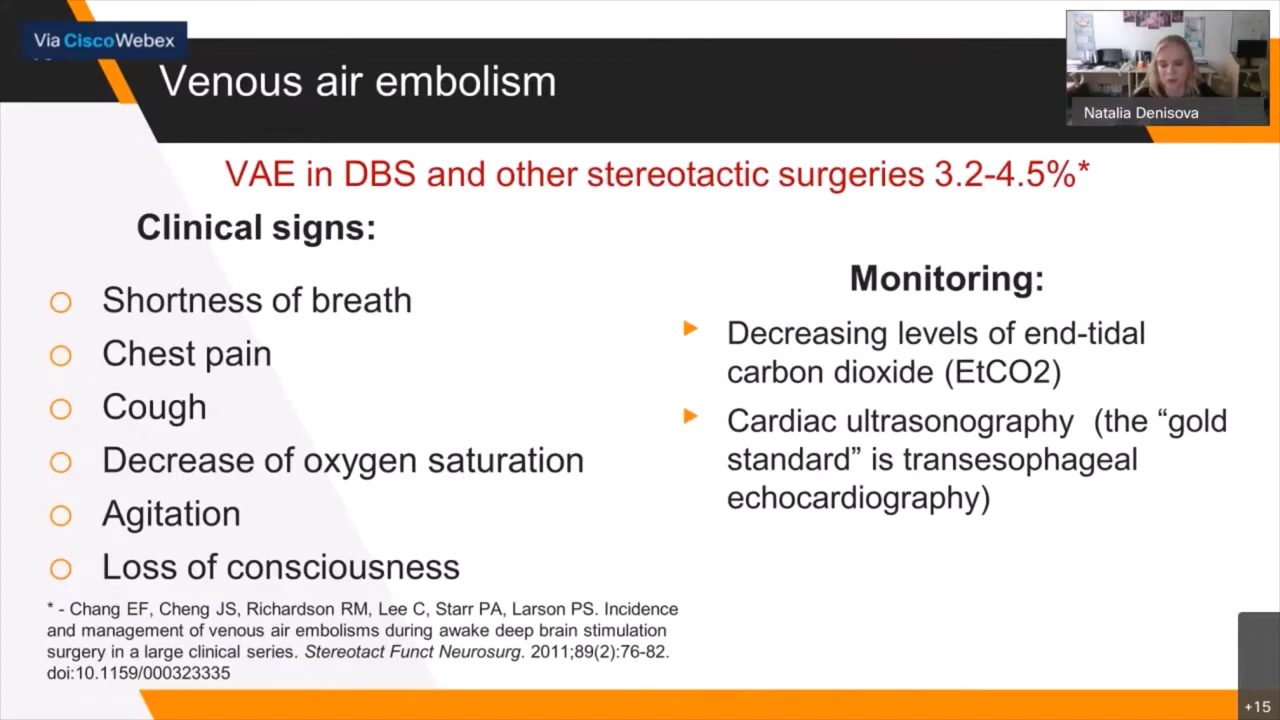 Via Cisco Webex
Venous air embolism
Natalia Denisova
VAE in DBS and other stereotactic surgeries 3.2-4.5%*
Clinical signs:
Shortness of breath
Chest pain
Cough
Decrease of oxygen saturation
Agitation
Loss of consciousness
Monitoring:
Decreasing levels of end-tidal
carbon dioxide (EtCO2)
Cardiac ultrasonography (the “gold
standard” is transesophageal
echocardiography)
* - Chang EF, Cheng JS, Richardson RM, Lee C, Starr PA, Larson PS. Incidence
and management of venous air embolisms during awake deep brain stimulation
surgery in a large clinical series. Stereotact Funct Neurosurg. 2011;89(2):76-82.
doi:10.1159/000323335
+15